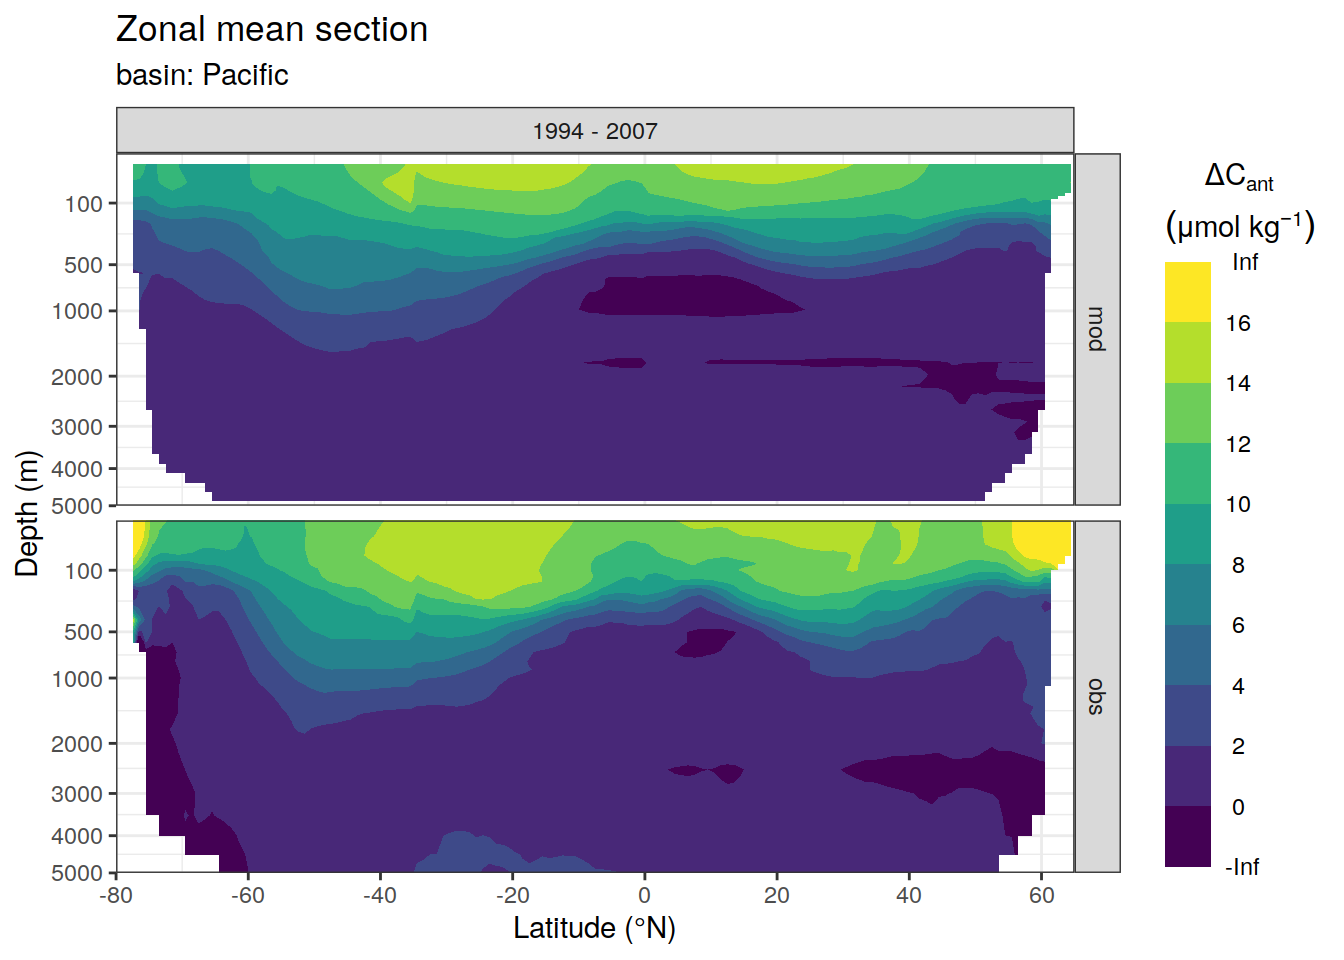 Zonal mean section
basin: Pacific
1994 - 2007
ΔCant
(μmol kg⁻¹)
Inf
16
14
12
10
8
6
4
2
0
-Inf
Depth (m)
100
500
1000
2000
3000
4000
5000
mod
100
500
1000
2000
3000
4000
5000
obs
-80 -60 -40 -20 0 20 40 60
Latitude (°N)